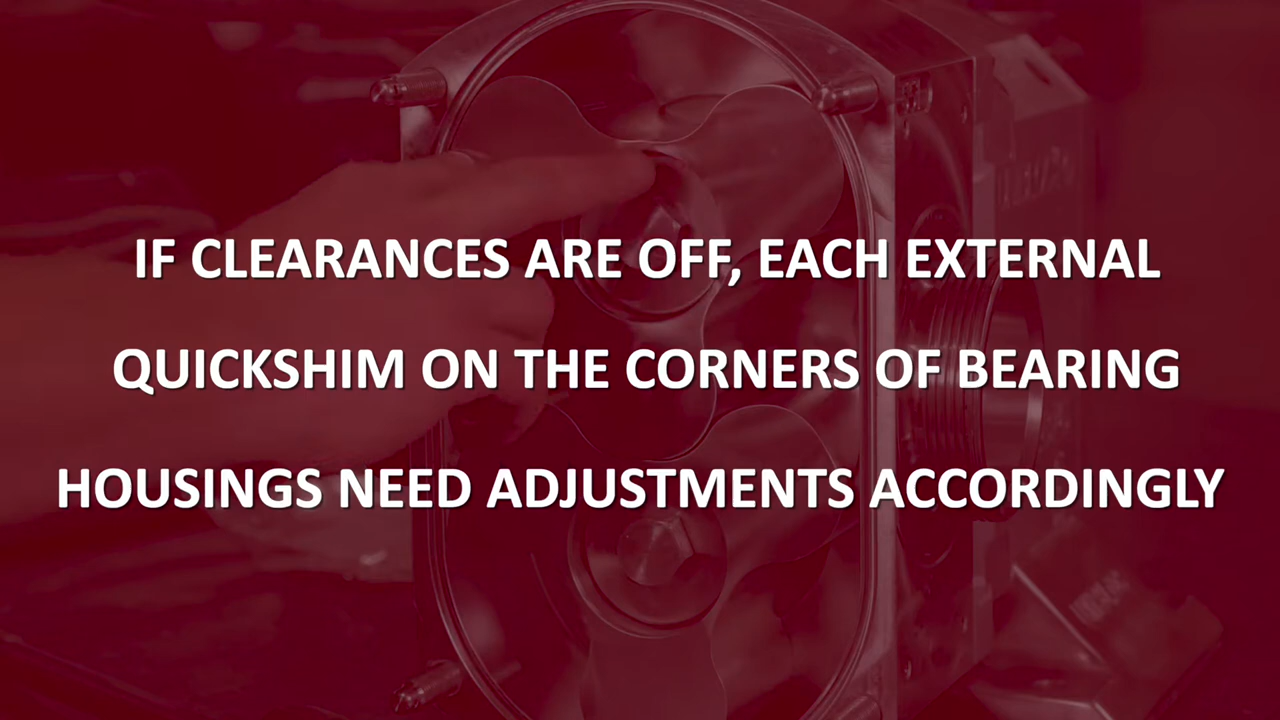 IF CLEARANCES ARE OFF, EACH EXTERNAL
QUICKSHIM ON THE CORNERS OF BEARING
HOUSINGS NEED ADJUSTMENTS ACCORDINGLY